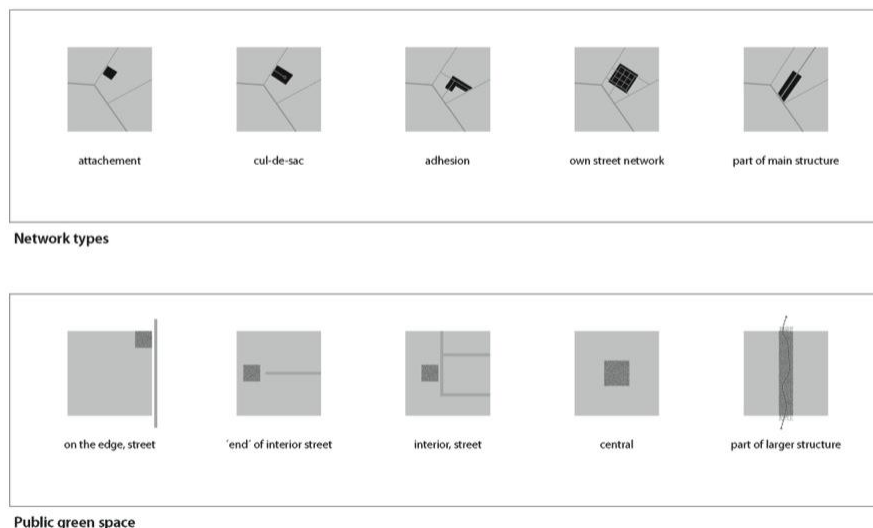 attachement
cul-de-sac
adhesion
own street network
part of main structure
Network types
on the edge, street
‘end’ of interior street
interior, street
central
part of larger structure
Public green space